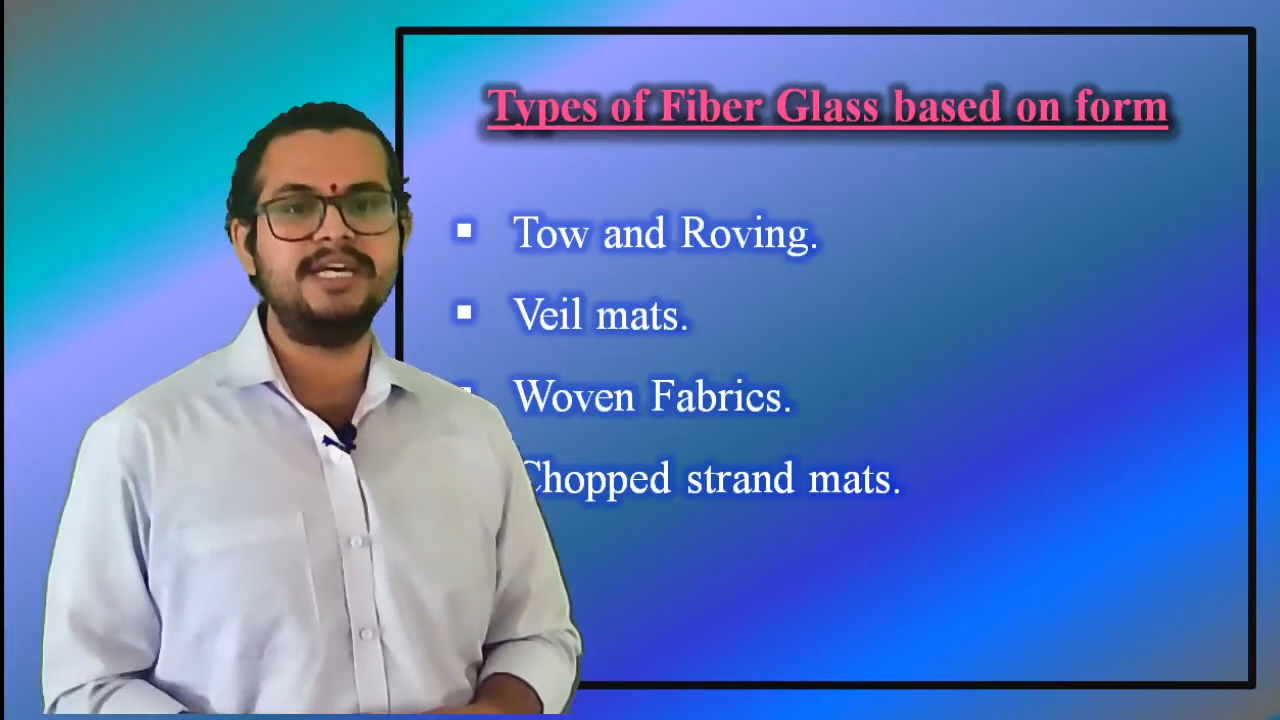 Types of Fiber Glass based on form
Tow and Roving.
Veil mats.
Woven Fabrics.
Chopped strand mats.